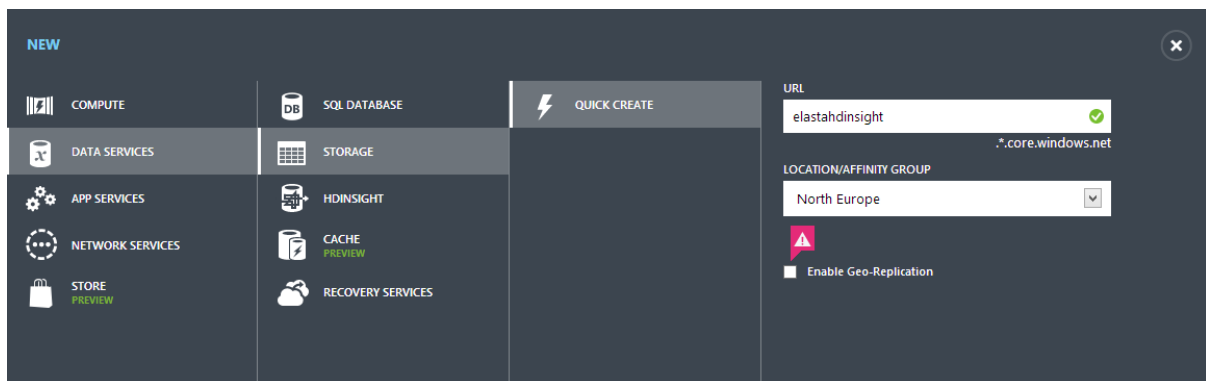 NEW
COMPUTE
DATA SERVICES
APP SERVICES
NETWORK SERVICES
STORE
PREVIEW
DB
SQL DATABASE
STORAGE
HDINSIGHT
CACHE
PREVIEW
RECOVERY SERVICES
QUICK CREATE
URL
elastahdinsight
.*.core.windows.net
LOCATION/AFFINITY GROUP
North Europe
Enable Geo-Replication